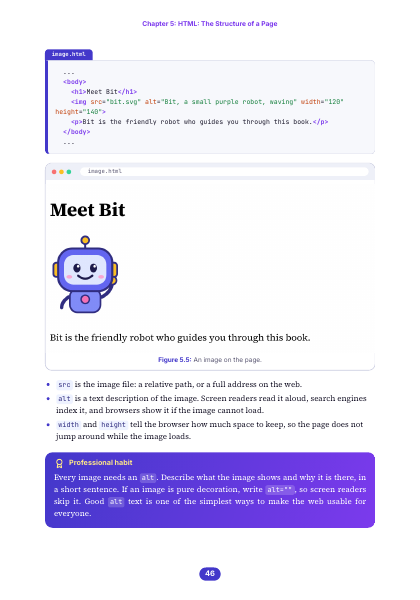 Chapter 5: HTML: The Structure of a Page
image.html
...
<body>
<h1>Meet Bit</h1>
<img src="bit.svg" alt="Bit, a small purple robot, waving" width="120"
height="140">
<p>Bit is the friendly robot who guides you through this book.</p>
</body>
...
image.html
Meet Bit
Bit is the friendly robot who guides you through this book.
Figure 5.5: An image on the page.
• src is the image file: a relative path, or a full address on the web.
• alt is a text description of the image. Screen readers read it aloud, search engines
index it, and browsers show it if the image cannot load.
• width and height tell the browser how much space to keep, so the page does not
jump around while the image loads.
Professional habit
Every image needs an alt. Describe what the image shows and why it is there, in
a short sentence. If an image is pure decoration, write alt="", so screen readers
skip it. Good alt text is one of the simplest ways to make the web usable for
everyone.
46